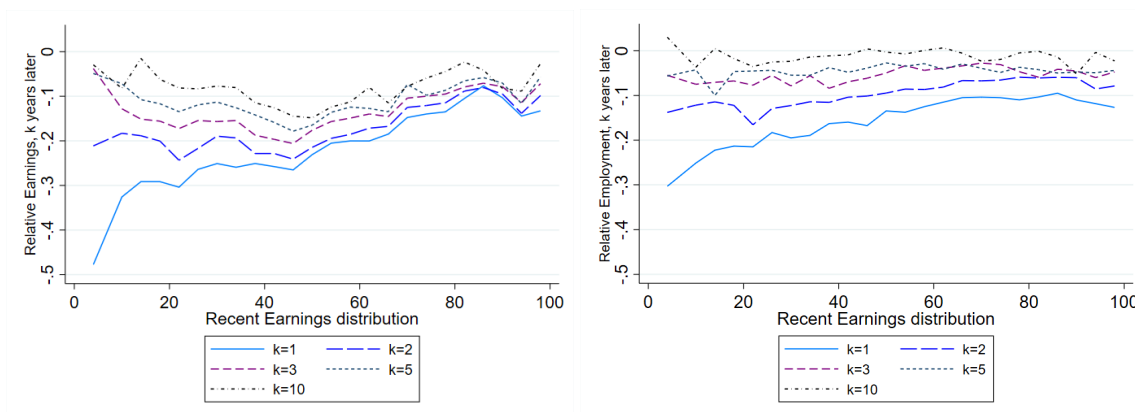 Relative Earnings, k years later
0
-.1
-.2
-.3
-.4
-.5
0 20 40 60 80 100
Recent Earnings distribution
k=1 k=2
k=3 k=5
k=10
Relative Employment, k years later
0
-.1
-.2
-.3
-.4
-.5
0 20 40 60 80 100
Recent Earnings distribution
k=1 k=2
k=3 k=5
k=10